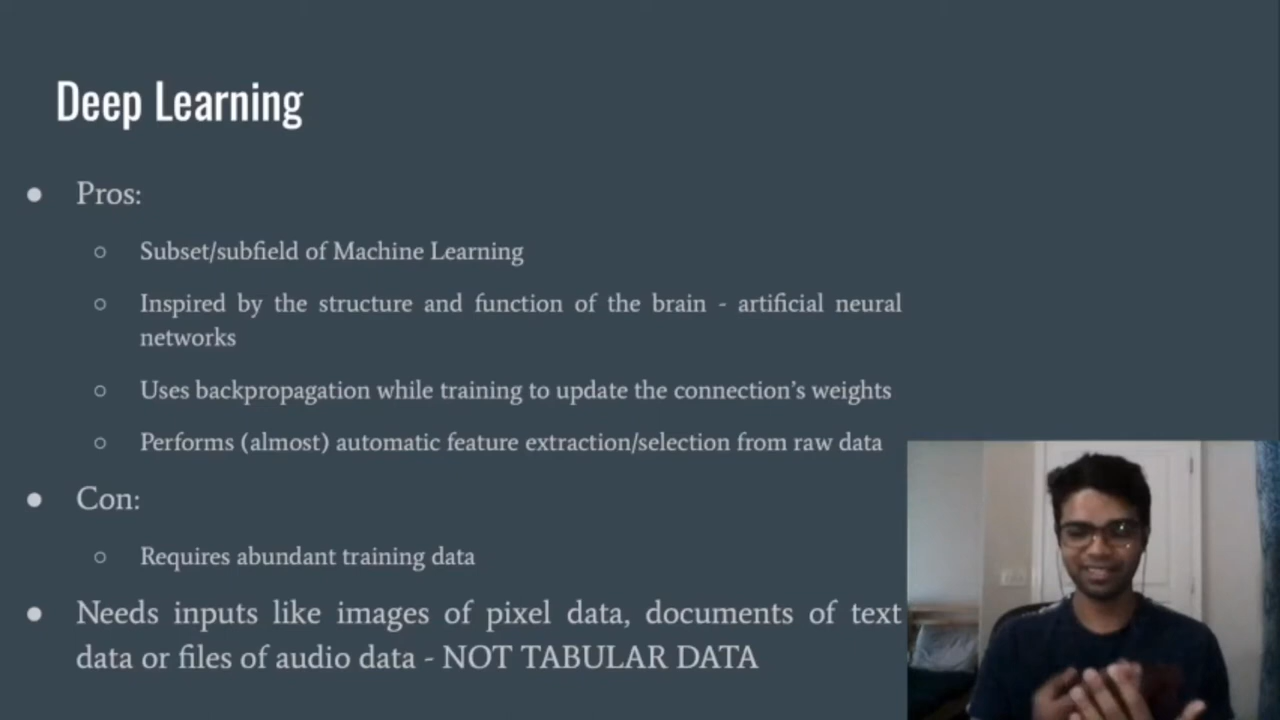 Deep Learning
● Pros:
○ Subset/subfield of Machine Learning
○ Inspired by the structure and function of the brain - artificial neural
networks
○ Uses backpropagation while training to update the connection’s weights
○ Performs (almost) automatic feature extraction/selection from raw data
● Con:
○ Requires abundant training data
● Needs inputs like images of pixel data, documents of text
data or files of audio data - NOT TABULAR DATA